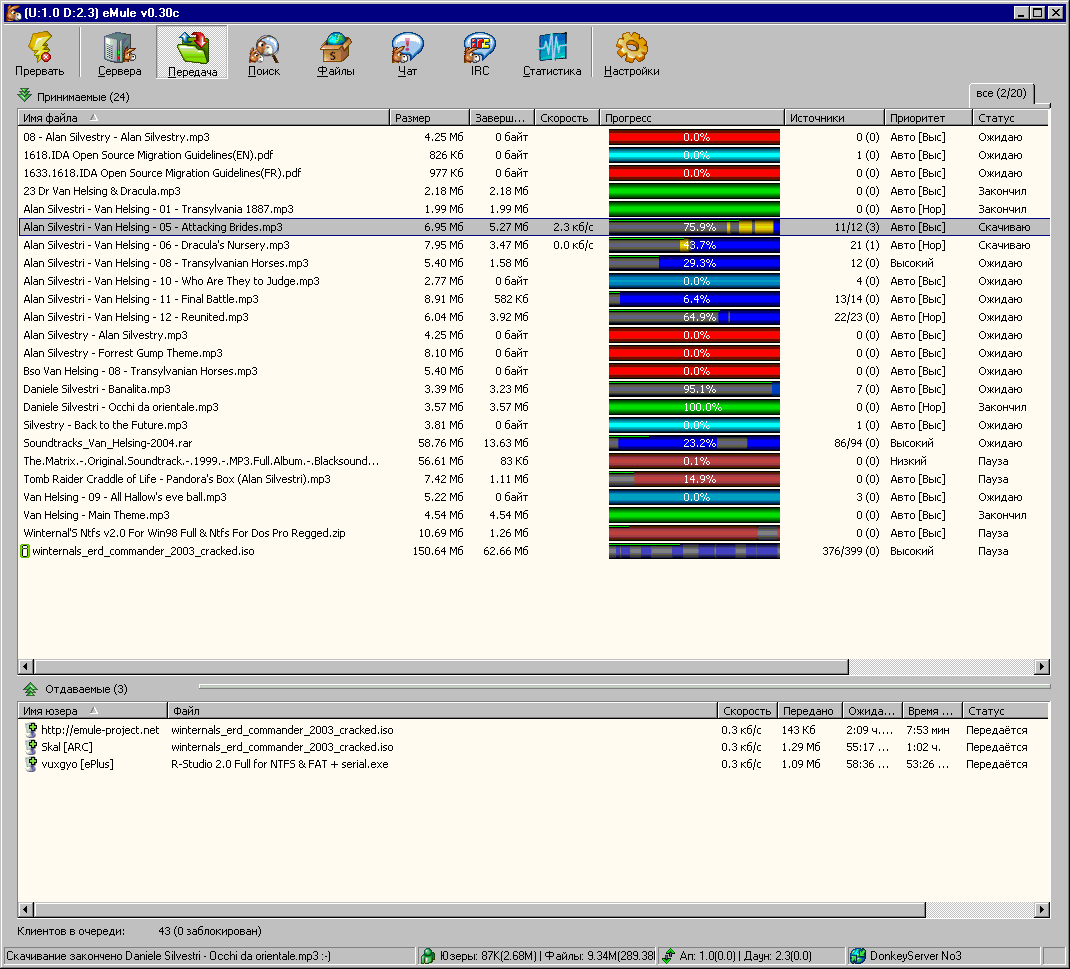 (U:1.0 D:2.3) eMule v0.30c
Прервать Сервера Передача Поиск Файлы Чат IRC Статистика Настройки
Принимаемые (24) все (2/20)
Имя файла Размер Заверш... Скорость Прогресс Источники Приоритет Статус
08 - Alan Silvestry - Alan Silvestry.mp3 4.25 Мб 0 байт 0.0% 0 (0) Авто [Выс] Ожидаю
1618.IDA Open Source Migration Guidelines(EN).pdf 826 Кб 0 байт 0.0% 1 (0) Авто [Выс] Ожидаю
1633.1618.IDA Open Source Migration Guidelines(FR).pdf 977 Кб 0 байт 0.0% 0 (0) Авто [Выс] Ожидаю
23 Dr Van Helsing & Dracula.mp3 2.18 Мб 2.18 Мб 0 (0) Авто [Выс] Закончил
Alan Silvestri - Van Helsing - 01 - Transylvania 1887.mp3 1.99 Мб 1.99 Мб 0 (0) Авто [Нор] Закончил
Alan Silvestri - Van Helsing - 05 - Attacking Brides.mp3 6.95 Мб 5.27 Мб 2.3 кб/с 75.9% 11/12 (3) Авто [Выс] Скачиваю
Alan Silvestri - Van Helsing - 06 - Dracula's Nursery.mp3 7.95 Мб 3.47 Мб 0.0 кб/с 43.7% 21 (1) Авто [Нор] Скачиваю
Alan Silvestri - Van Helsing - 08 - Transylvanian Horses.mp3 5.40 Мб 1.58 Мб 29.3% 12 (0) Высокий Ожидаю
Alan Silvestri - Van Helsing - 10 - Who Are They to Judge.mp3 2.77 Мб 0 байт 0.0% 4 (0) Авто [Выс] Ожидаю
Alan Silvestri - Van Helsing - 11 - Final Battle.mp3 8.91 Мб 582 Кб 6.4% 13/14 (0) Авто [Выс] Ожидаю
Alan Silvestri - Van Helsing - 12 - Reunited.mp3 6.04 Мб 3.92 Мб 64.9% 22/23 (0) Авто [Нор] Ожидаю
Alan Silvestry - Alan Silvestry.mp3 4.25 Мб 0 байт 0.0% 0 (0) Авто [Выс] Ожидаю
Alan Silvestry - Forrest Gump Theme.mp3 8.10 Мб 0 байт 0.0% 0 (0) Авто [Выс] Ожидаю
Bso Van Helsing - 08 - Transylvanian Horses.mp3 5.40 Мб 0 байт 0.0% 0 (0) Авто [Выс] Ожидаю
Daniele Silvestri - Banalita.mp3 3.39 Мб 3.23 Мб 95.1% 7 (0) Авто [Выс] Ожидаю
Daniele Silvestri - Occhi da orientale.mp3 3.57 Мб 3.57 Мб 100.0% 0 (0) Авто [Нор] Закончил
Silvestry - Back to the Future.mp3 3.81 Мб 0 байт 0.0% 1 (0) Авто [Выс] Ожидаю
Soundtracks_Van_Helsing-2004.rar 58.76 Мб 13.63 Мб 23.2% 86/94 (0) Высокий Ожидаю
The.Matrix.-.Original.Soundtrack.-.1999.-.MP3.Full.Album.-.Blacksound... 56.61 Мб 83 Кб 0.1% 0 (0) Низкий Пауза
Tomb Raider Craddle of Life - Pandora's Box (Alan Silvestri).mp3 7.42 Мб 1.11 Мб 14.9% 0 (0) Авто [Выс] Пауза
Van Helsing - 09 - All Hallow's eve ball.mp3 5.22 Мб 0 байт 0.0% 3 (0) Авто [Выс] Ожидаю
Van Helsing - Main Theme.mp3 4.54 Мб 4.54 Мб 0 (0) Авто [Выс] Закончил
Winternal'S Ntfs v2.0 For Win98 Full & Ntfs For Dos Pro Regged.zip 10.69 Мб 1.26 Мб 0 (0) Авто [Выс] Пауза
winternals_erd_commander_2003_cracked.iso 150.64 Мб 62.66 Мб 376/399 (0) Высокий Пауза
Отдаваемые (3)
Имя юзера Файл Скорость Передано Ожида... Время ... Статус
http://emule-project.net winternals_erd_commander_2003_cracked.iso 0.3 кб/с 143 Кб 2:09 ч.... 7:53 мин Передаётся
Skal [ARC] winternals_erd_commander_2003_cracked.iso 0.3 кб/с 1.29 Мб 55:17 ... 1:02 ч. Передаётся
vuxgyo [ePlus] R-Studio 2.0 Full for NTFS & FAT + serial.exe 0.3 кб/с 1.09 Мб 58:36 ... 53:26 ... Передаётся
Клиентов в очереди: 43 (0 заблокирован)
Скачивание закончено Daniele Silvestri - Occhi da orientale.mp3 :-) Юзеры: 87K(2.68M) | Файлы: 9.34M(289.38 Ап: 1.0(0.0) | Даун: 2.3(0.0) DonkeyServer No3